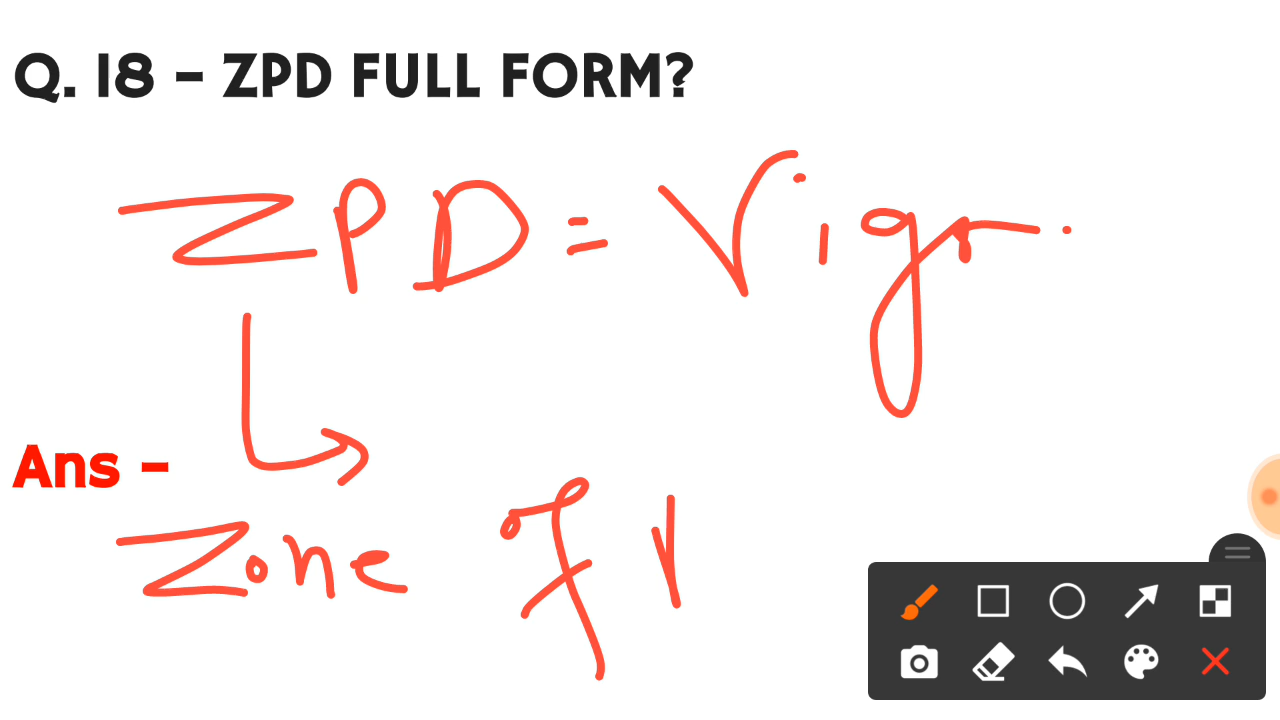 Q. 18 - ZPD FULL FORM?
ZPD = Vigr.
Ans -
Zone of